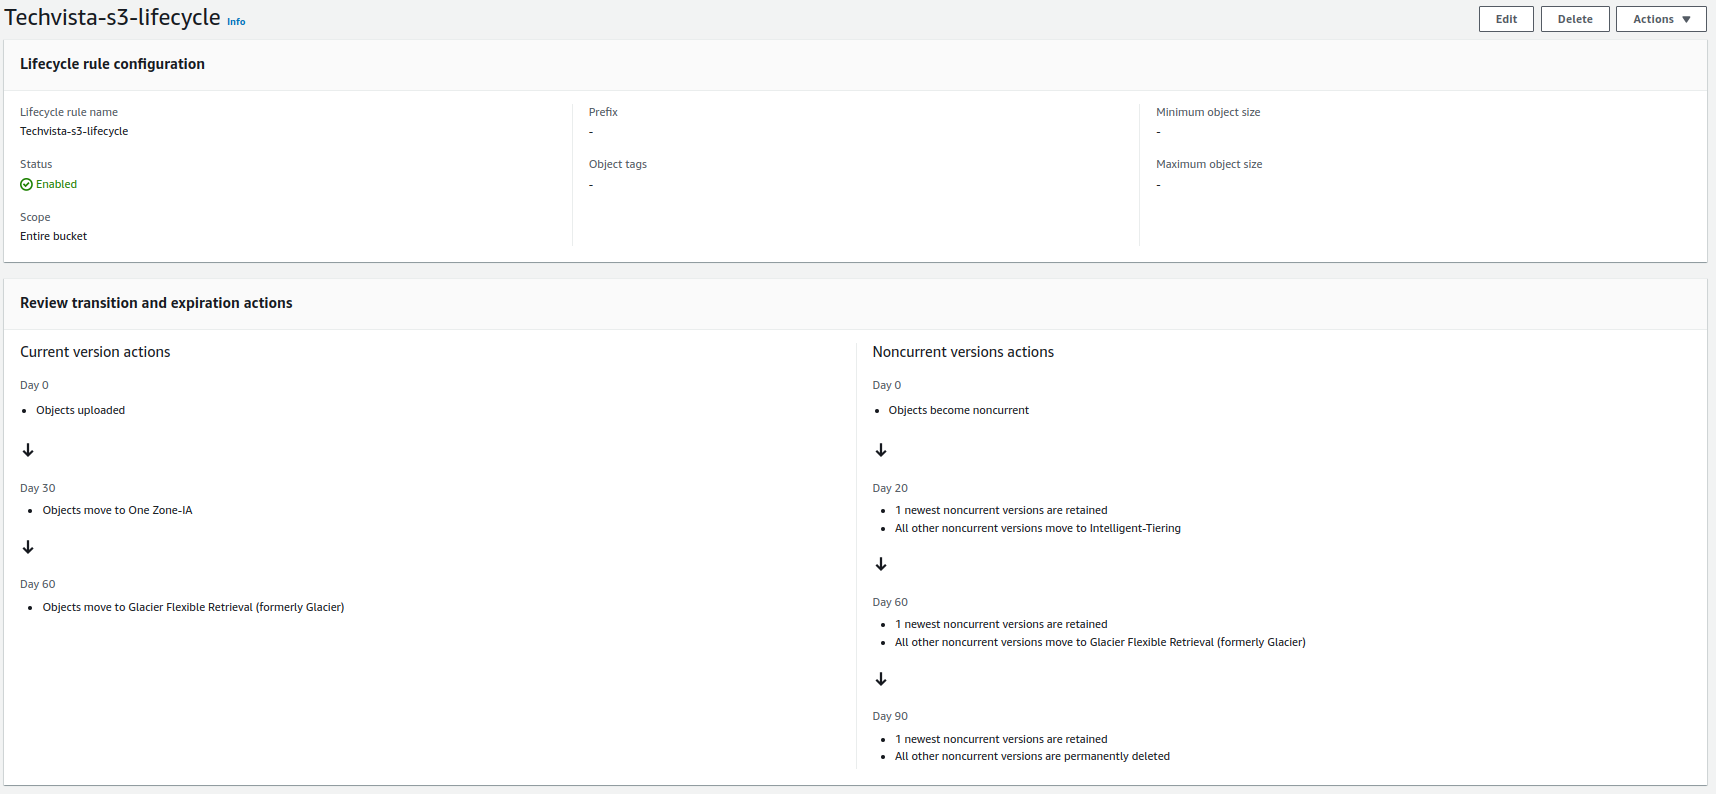 Techvista-s3-lifecycle Info
Edit
Delete
Actions
Lifecycle rule configuration
Lifecycle rule name
Techvista-s3-lifecycle
Status
Enabled
Scope
Entire bucket
Prefix
-
Object tags
-
Minimum object size
-
Maximum object size
-
Review transition and expiration actions
Current version actions
Day 0
Objects uploaded
Day 30
Objects move to One Zone-IA
Day 60
Objects move to Glacier Flexible Retrieval (formerly Glacier)
Noncurrent versions actions
Day 0
Objects become noncurrent
Day 20
1 newest noncurrent versions are retained
All other noncurrent versions move to Intelligent-Tiering
Day 60
1 newest noncurrent versions are retained
All other noncurrent versions move to Glacier Flexible Retrieval (formerly Glacier)
Day 90
1 newest noncurrent versions are retained
All other noncurrent versions are permanently deleted